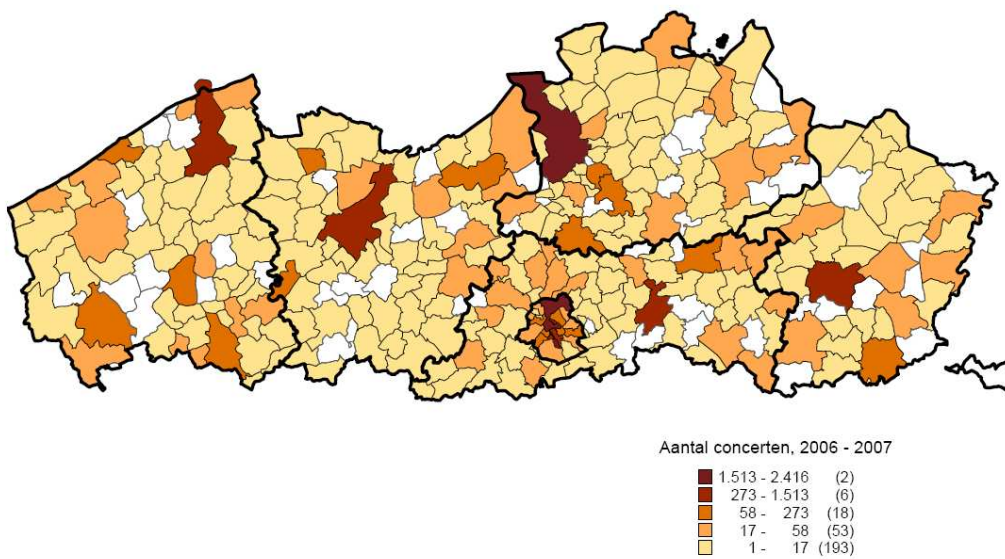 Aantal concerten, 2006 - 2007
1.513 - 2.416 (2)
273 - 1.513 (6)
58 - 273 (18)
17 - 58 (53)
1 - 17 (193)